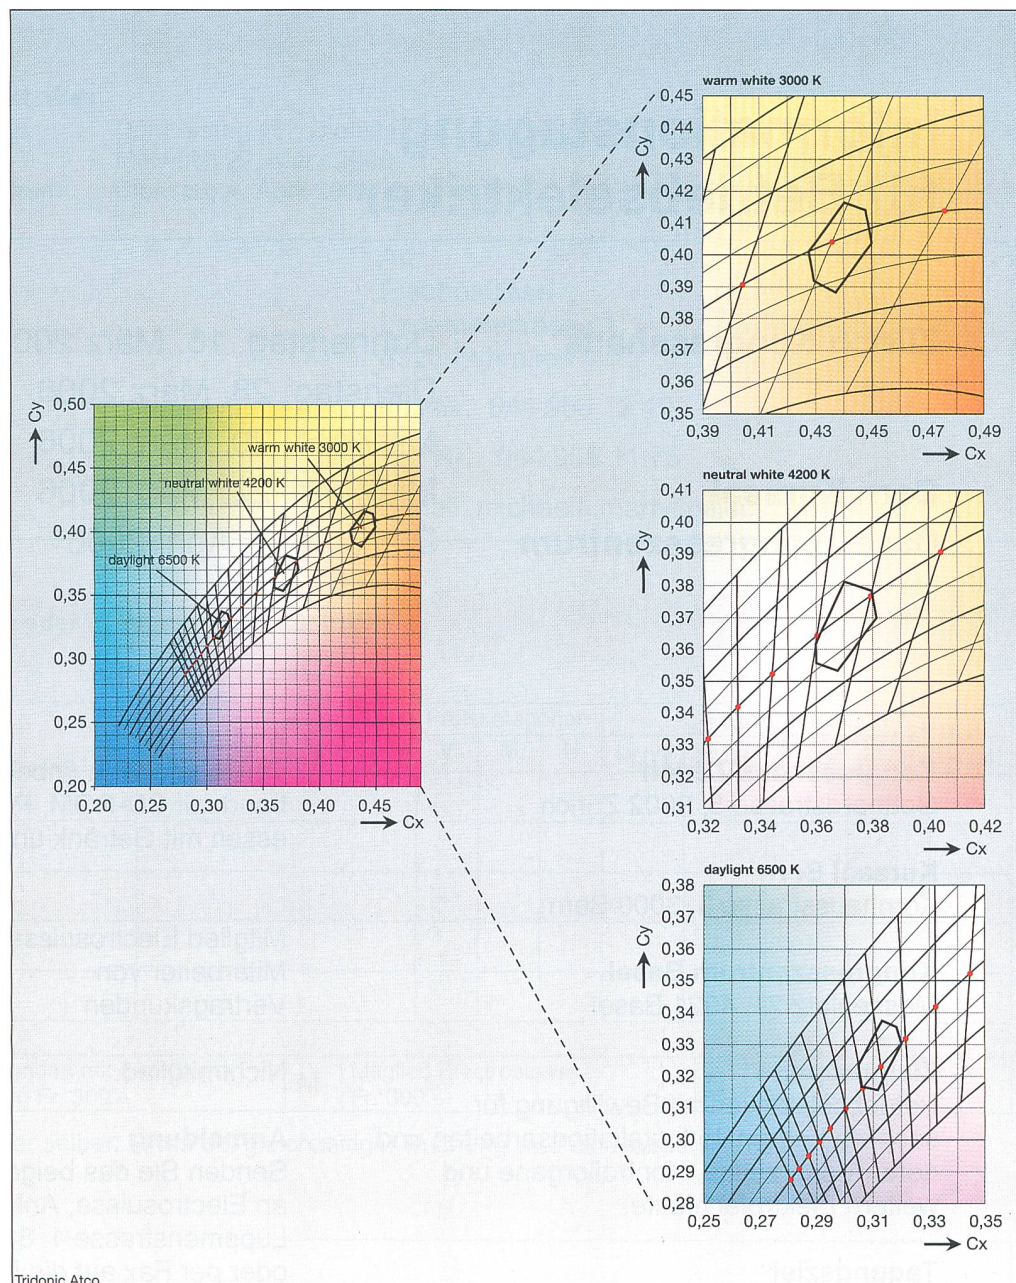 warm white 3000 K
Cy
0,45
0,44
0,43
0,42
0,41
0,40
0,39
0,38
0,37
0,36
0,35
0,39 0,41 0,43 0,45 0,47 0,49
Cx
Cy
0,50
0,45
0,40
0,35
0,30
0,25
0,20
warm white 3000 K
neutral white 4200 K
daylight 6500 K
0,20 0,25 0,30 0,35 0,40 0,45
Cx
neutral white 4200 K
Cy
0,41
0,40
0,39
0,38
0,37
0,36
0,35
0,34
0,33
0,32
0,31
0,32 0,34 0,36 0,38 0,40 0,42
Cx
daylight 6500 K
Cy
0,38
0,37
0,36
0,35
0,34
0,33
0,32
0,31
0,30
0,29
0,28
0,25 0,27 0,29 0,31 0,33 0,35
Cx
Tridonic Atco